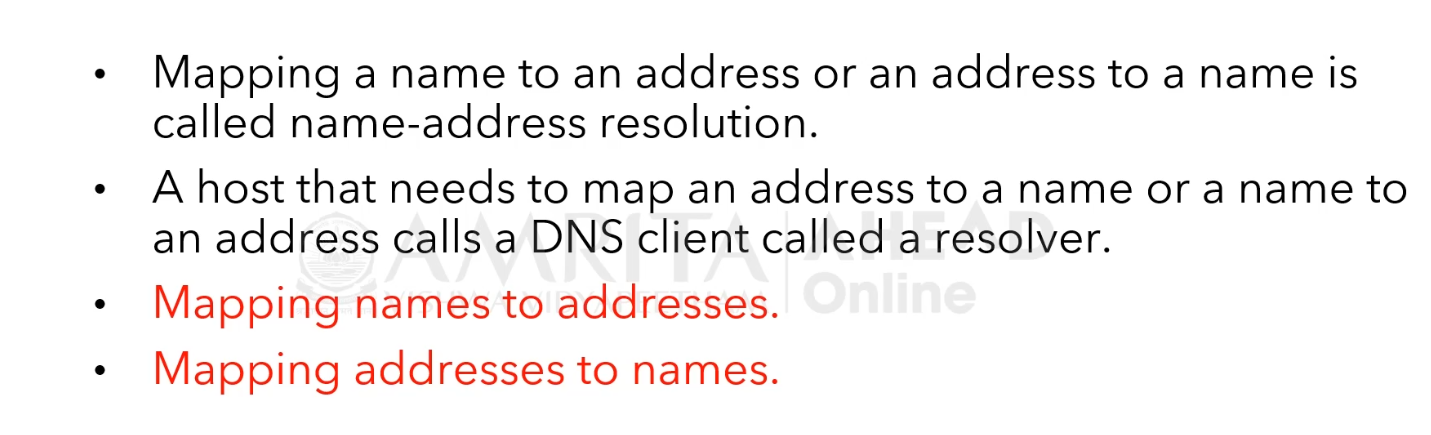 • Mapping a name to an address or an address to a name is
called name-address resolution.
• A host that needs to map an address to a name or a name to
an address calls a DNS client called a resolver.
AMRITA AHEAD
• Mapping names to addresses.
VISHWA VIDYAPEETHAM Online
• Mapping addresses to names.